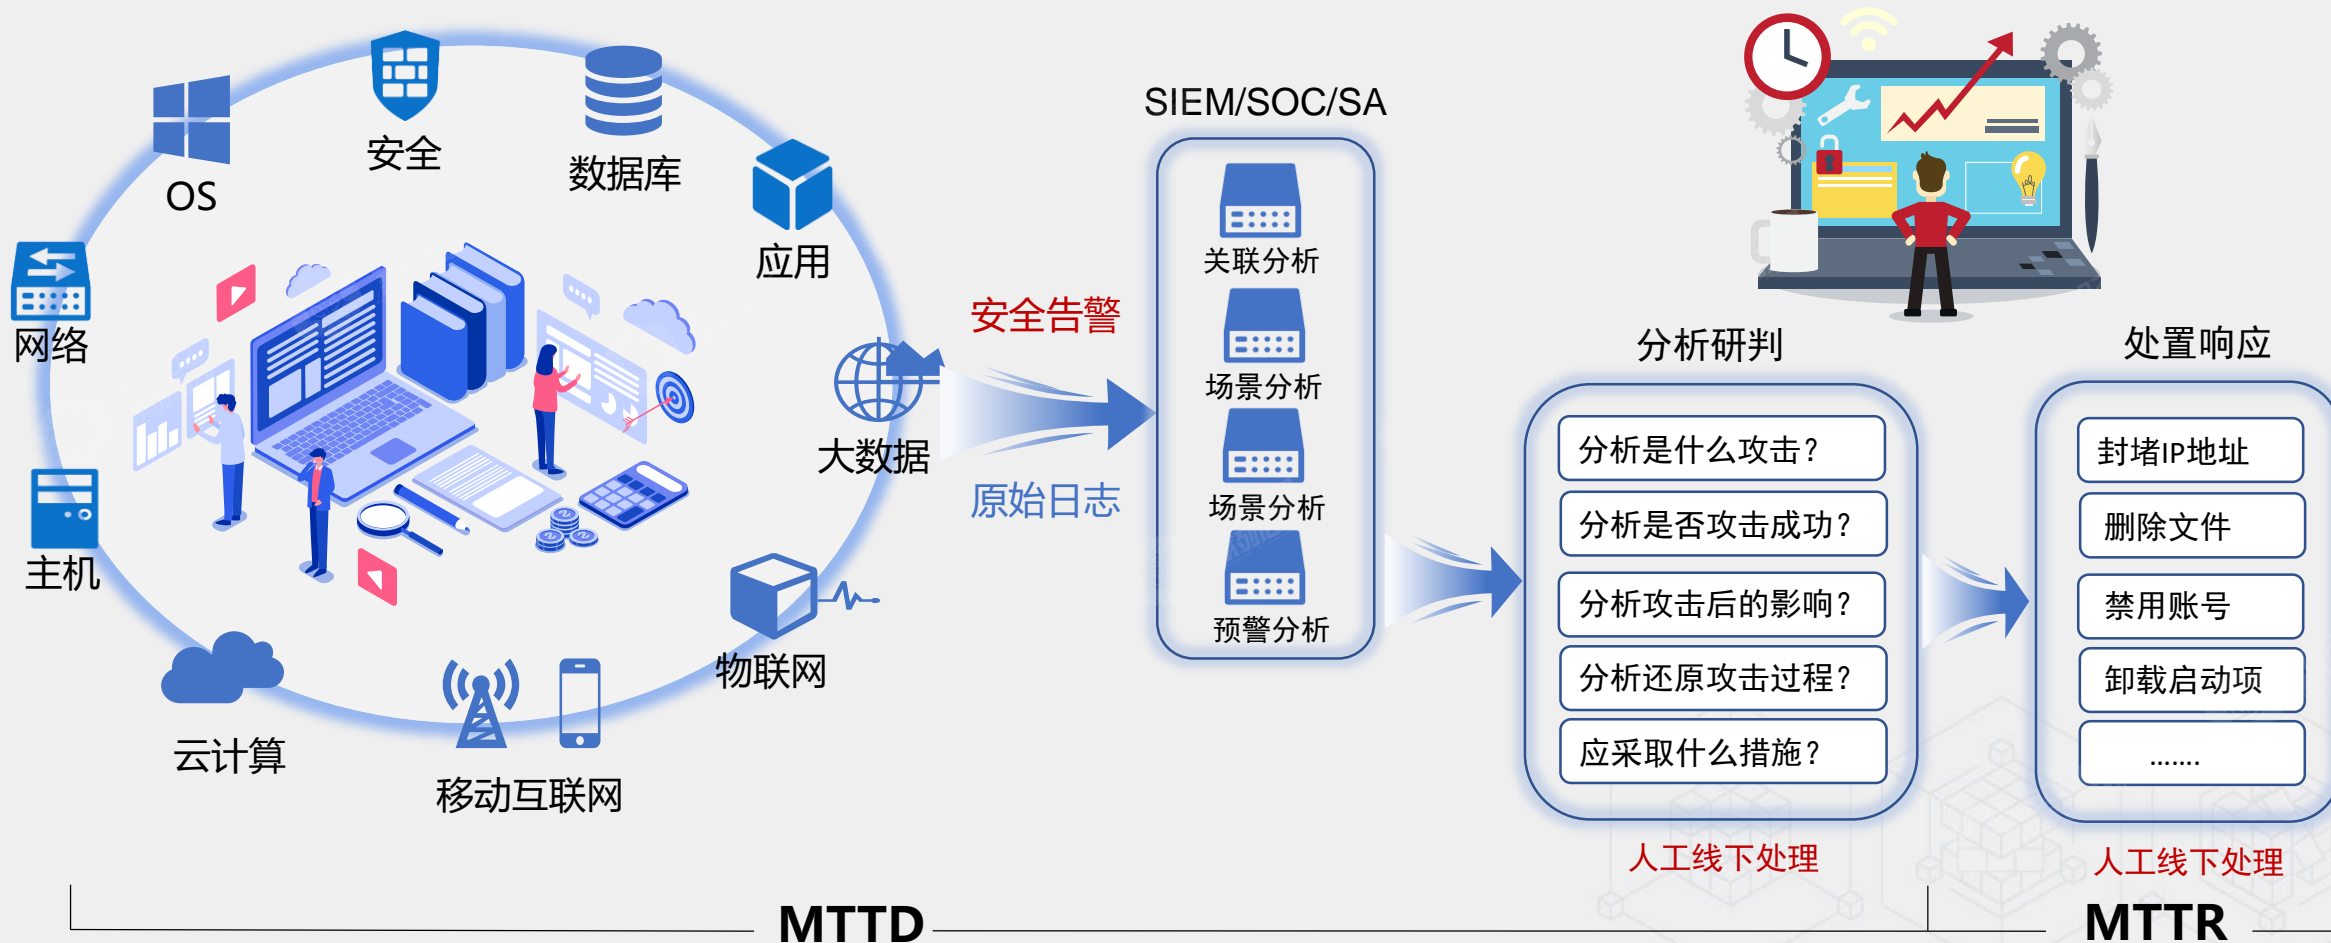 安全
数据库
OS
应用
网络
大数据
主机
物联网
云计算
移动互联网
安全告警
原始日志
SIEM/SOC/SA
关联分析
场景分析
场景分析
预警分析
分析研判
分析是什么攻击?
分析是否攻击成功?
分析攻击后的影响?
分析还原攻击过程?
应采取什么措施?
人工线下处理
处置响应
封堵IP地址
删除文件
禁用账号
卸载启动项
.......
人工线下处理
MTTD
MTTR